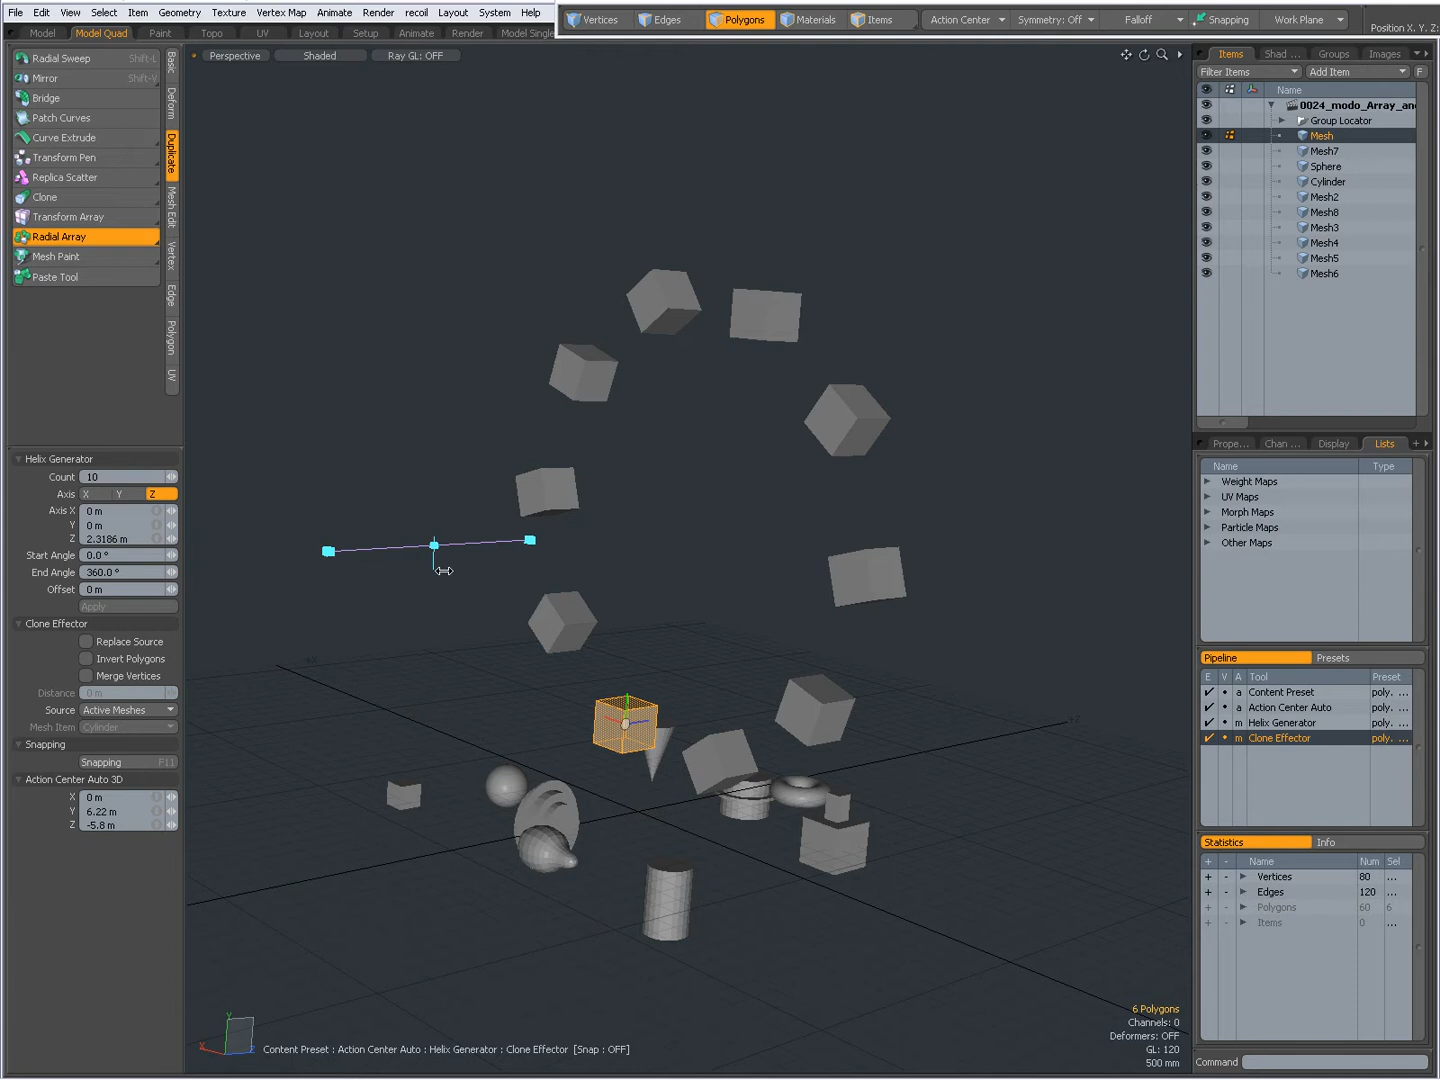 File Edit View Select Item Geometry Texture Vertex Map Animate Render recoil Layout System Help
Vertices Edges Polygons Materials Items Action Center Symmetry: Off Falloff Snapping Work Plane
Position X, Y, Z:
Model Model Quad Paint Topo UV Layout Setup Animate Render Model Single
Radial Sweep Shift-L
Mirror Shift-V
Bridge
Patch Curves
Curve Extrude
Transform Pen
Replica Scatter
Clone
Transform Array
Radial Array
Mesh Paint
Paste Tool
Basic
Deform
Duplicate
Mesh Edit
Vertex
Edge
Polygon
UV
Helix Generator
Count 10
Axis X Y Z
Axis X 0 m
Y 0 m
Z 2.3186 m
Start Angle 0.0 °
End Angle 360.0 °
Offset 0 m
Apply
Clone Effector
Replace Source
Invert Polygons
Merge Vertices
Distance 0 m
Source Active Meshes
Mesh Item Cylinder
Snapping
Snapping F11
Action Center Auto 3D
X 0 m
Y 6.22 m
Z -5.8 m
Perspective Shaded Ray GL: OFF
+X
+Z
Y
X
Z
Content Preset : Action Center Auto : Helix Generator : Clone Effector [Snap : OFF]
6 Polygons
Channels: 0
Deformers: OFF
GL: 120
500 mm
Items Shad ... Groups Images
Filter Items Add Item F
Name
0024_modo_Array_an
Group Locator
Mesh
Mesh7
Sphere
Cylinder
Mesh2
Mesh8
Mesh3
Mesh4
Mesh5
Mesh6
Prope... Chan ... Display Lists +
Name Type
Weight Maps
UV Maps
Morph Maps
Particle Maps
Other Maps
Pipeline Presets
E V A Tool Preset
a Content Preset poly. ...
a Action Center Auto poly. ...
m Helix Generator poly. ...
m Clone Effector poly. ...
Statistics Info
+ - Name Num Sel
+ - Vertices 80 ...
+ - Edges 120 ...
+ - Polygons 60 6
+ - Items 0 ...
Command